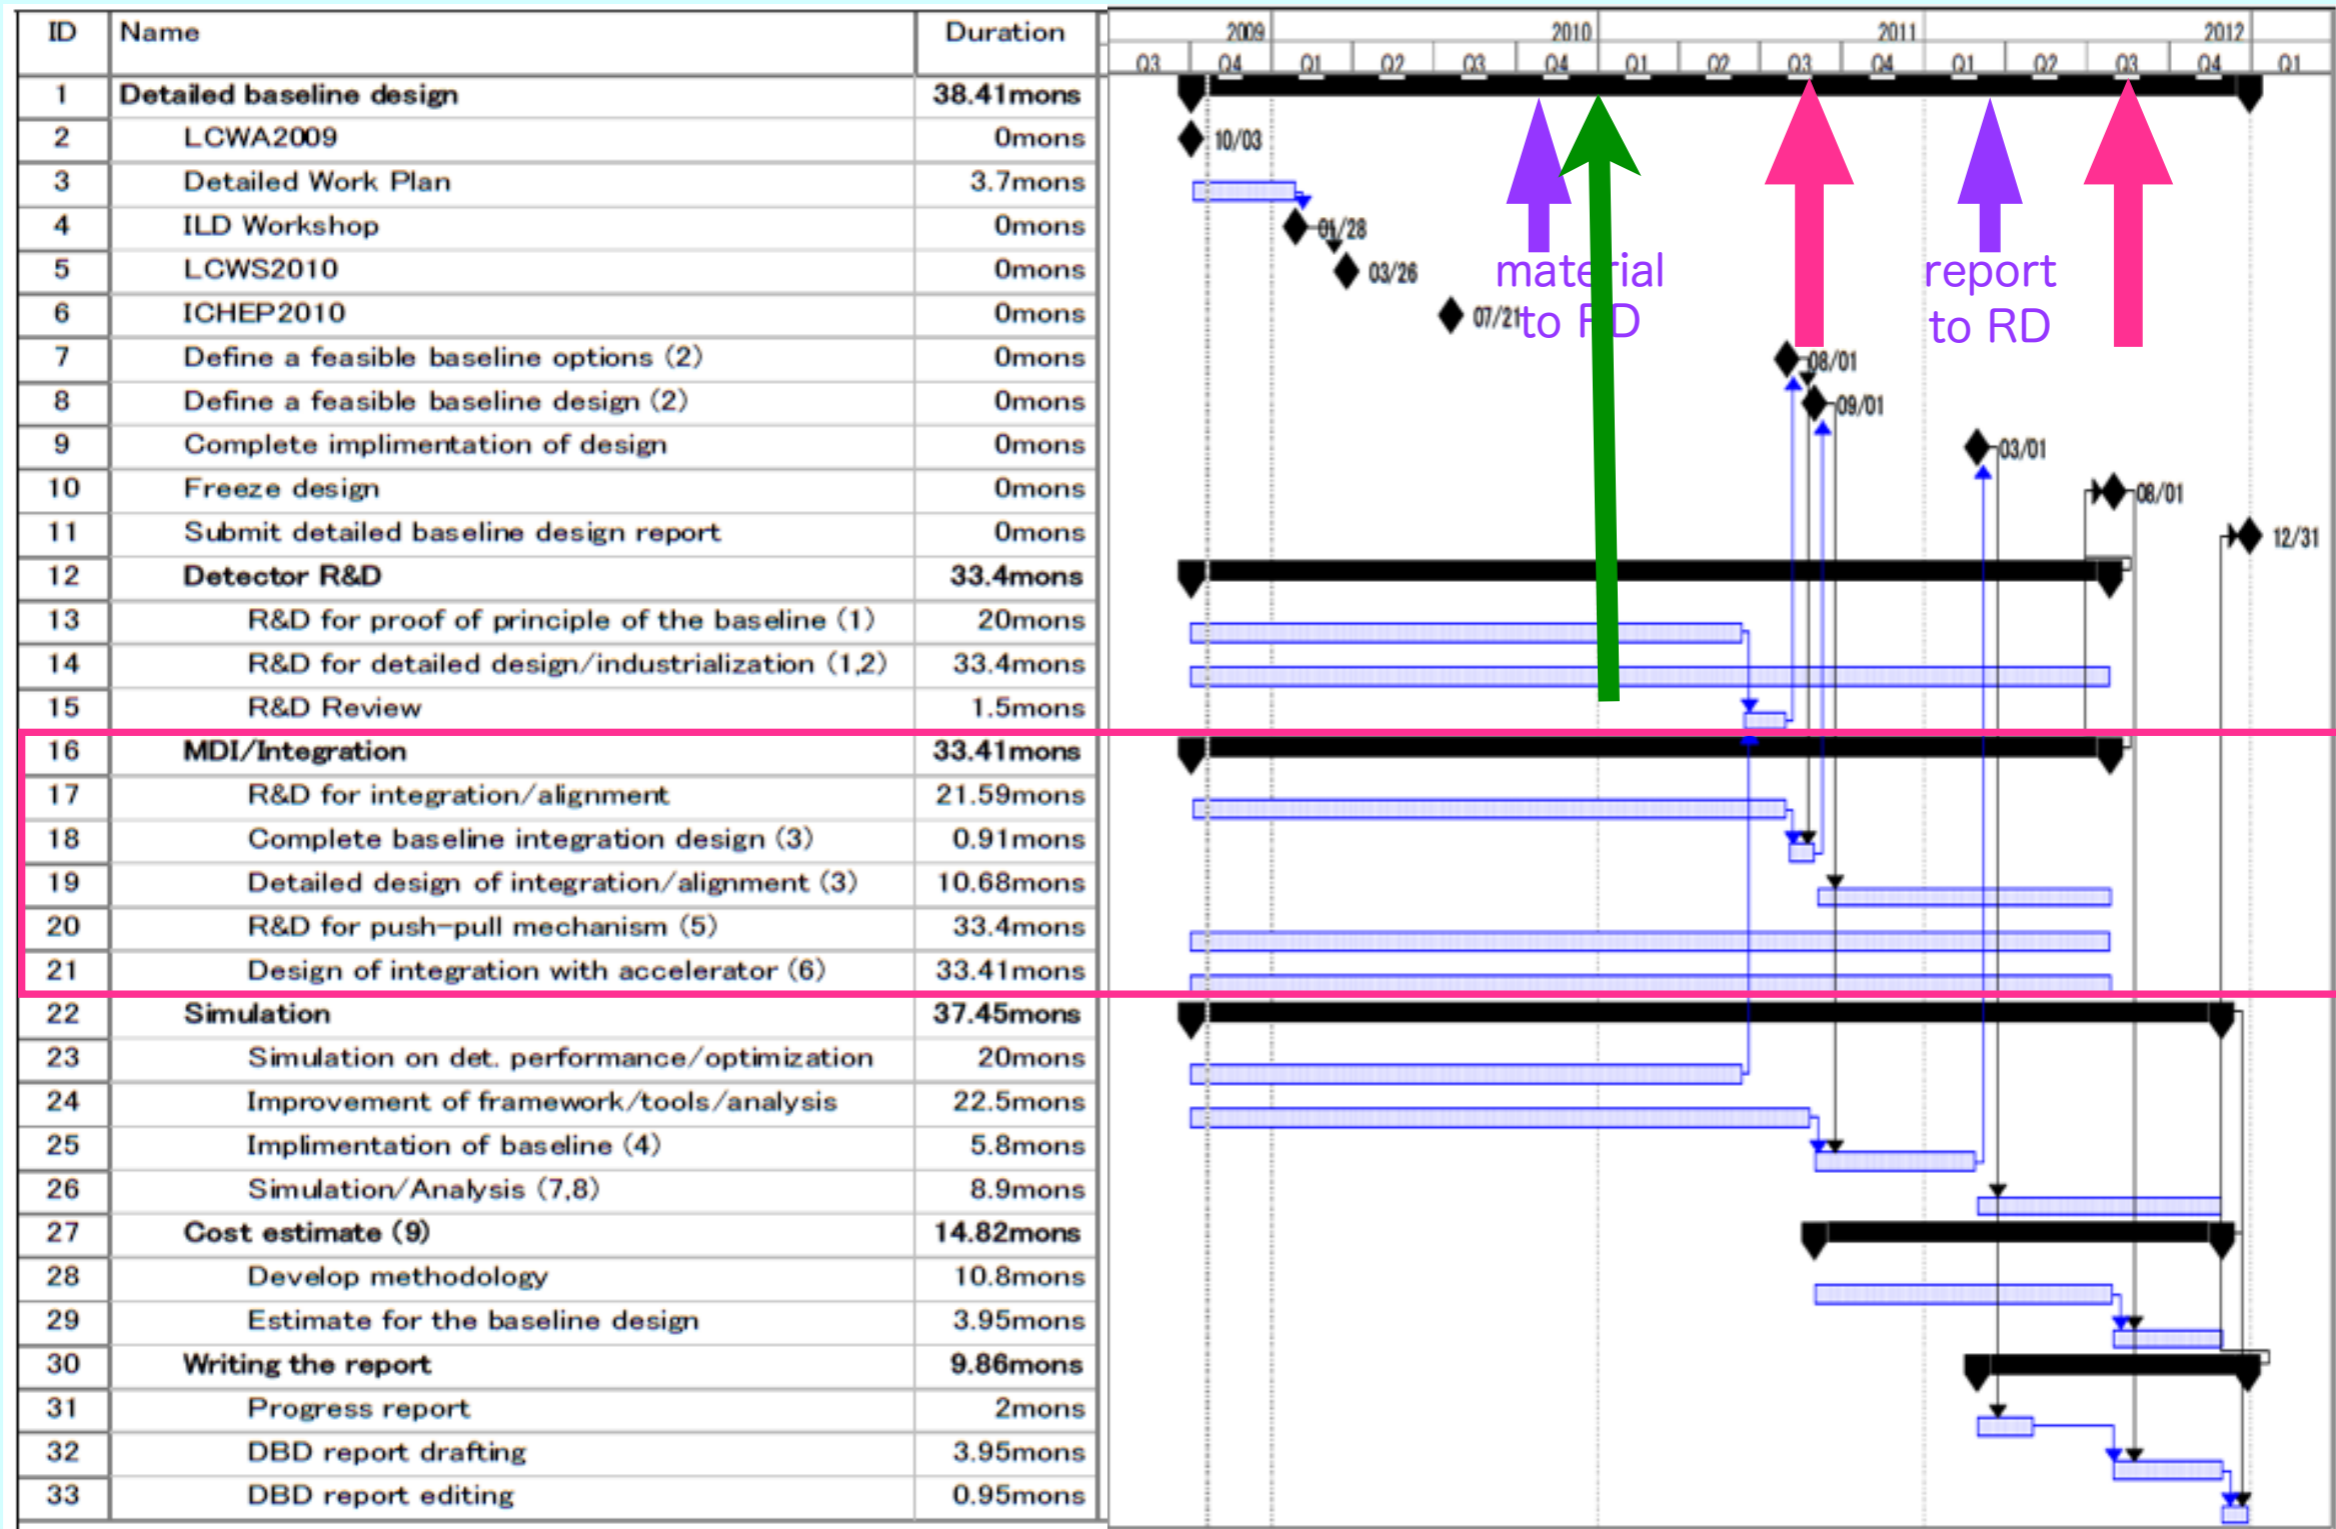 ID Name Duration 2009 2010 2011 2012
Q3 Q4 Q1 Q2 Q3 Q4 Q1 Q2 Q3 Q4 Q1 Q2 Q3 Q4 Q1
1 Detailed baseline design 38.41mons
2 LCWA2009 0mons 10/03
3 Detailed Work Plan 3.7mons
4 ILD Workshop 0mons 01/28
5 LCWS2010 0mons 03/26
6 ICHEP2010 0mons 07/21
material
to RD
report
to RD
7 Define a feasible baseline options (2) 0mons 08/01
8 Define a feasible baseline design (2) 0mons 09/01
9 Complete implimentation of design 0mons 03/01
10 Freeze design 0mons 08/01
11 Submit detailed baseline design report 0mons 12/31
12 Detector R&D 33.4mons
13 R&D for proof of principle of the baseline (1) 20mons
14 R&D for detailed design/industrialization (1,2) 33.4mons
15 R&D Review 1.5mons
16 MDI/Integration 33.41mons
17 R&D for integration/alignment 21.59mons
18 Complete baseline integration design (3) 0.91mons
19 Detailed design of integration/alignment (3) 10.68mons
20 R&D for push-pull mechanism (5) 33.4mons
21 Design of integration with accelerator (6) 33.41mons
22 Simulation 37.45mons
23 Simulation on det. performance/optimization 20mons
24 Improvement of framework/tools/analysis 22.5mons
25 Implimentation of baseline (4) 5.8mons
26 Simulation/Analysis (7,8) 8.9mons
27 Cost estimate (9) 14.82mons
28 Develop methodology 10.8mons
29 Estimate for the baseline design 3.95mons
30 Writing the report 9.86mons
31 Progress report 2mons
32 DBD report drafting 3.95mons
33 DBD report editing 0.95mons